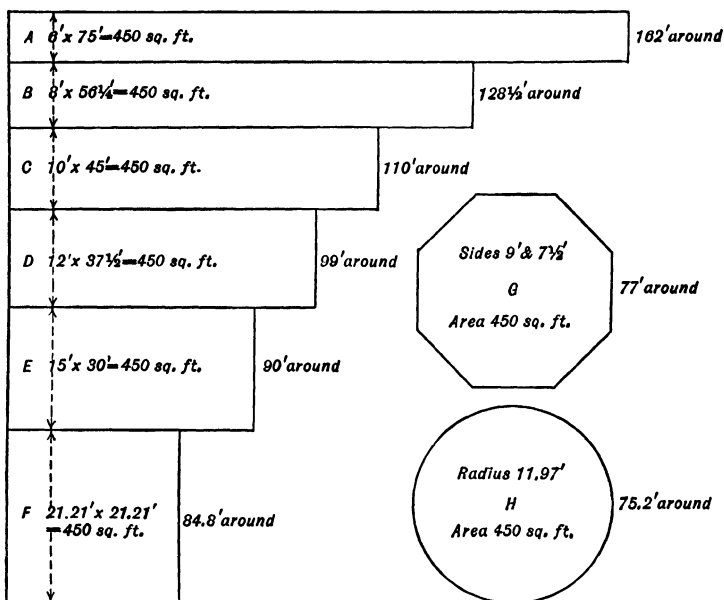 A 6'x 75'=450 sq. ft.
162'around
B 8'x 56¼'=450 sq. ft.
128½'around
C 10'x 45'=450 sq. ft.
110'around
D 12'x 37½'=450 sq. ft.
99'around
E 15'x 30'=450 sq. ft.
90'around
F 21.21'x 21.21'
=450 sq. ft.
84.8'around
Sides 9'& 7½'
G
Area 450 sq. ft.
77'around
Radius 11.97'
H
Area 450 sq. ft.
75.2'around